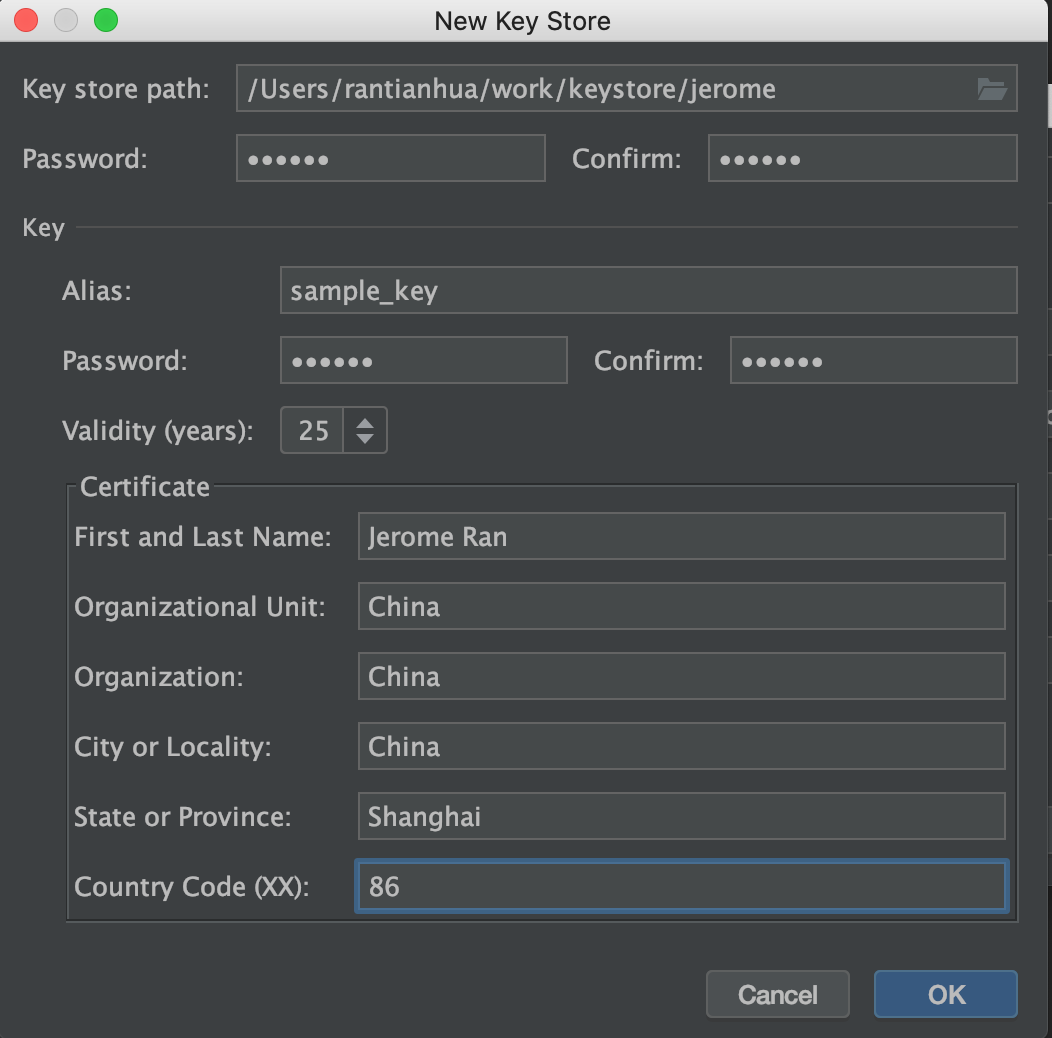 New Key Store
Key store path: /Users/rantianhua/work/keystore/jerome
Password: •••••• Confirm: ••••••
Key
Alias: sample_key
Password: •••••• Confirm: ••••••
Validity (years): 25
Certificate
First and Last Name: Jerome Ran
Organizational Unit: China
Organization: China
City or Locality: China
State or Province: Shanghai
Country Code (XX): 86
Cancel OK